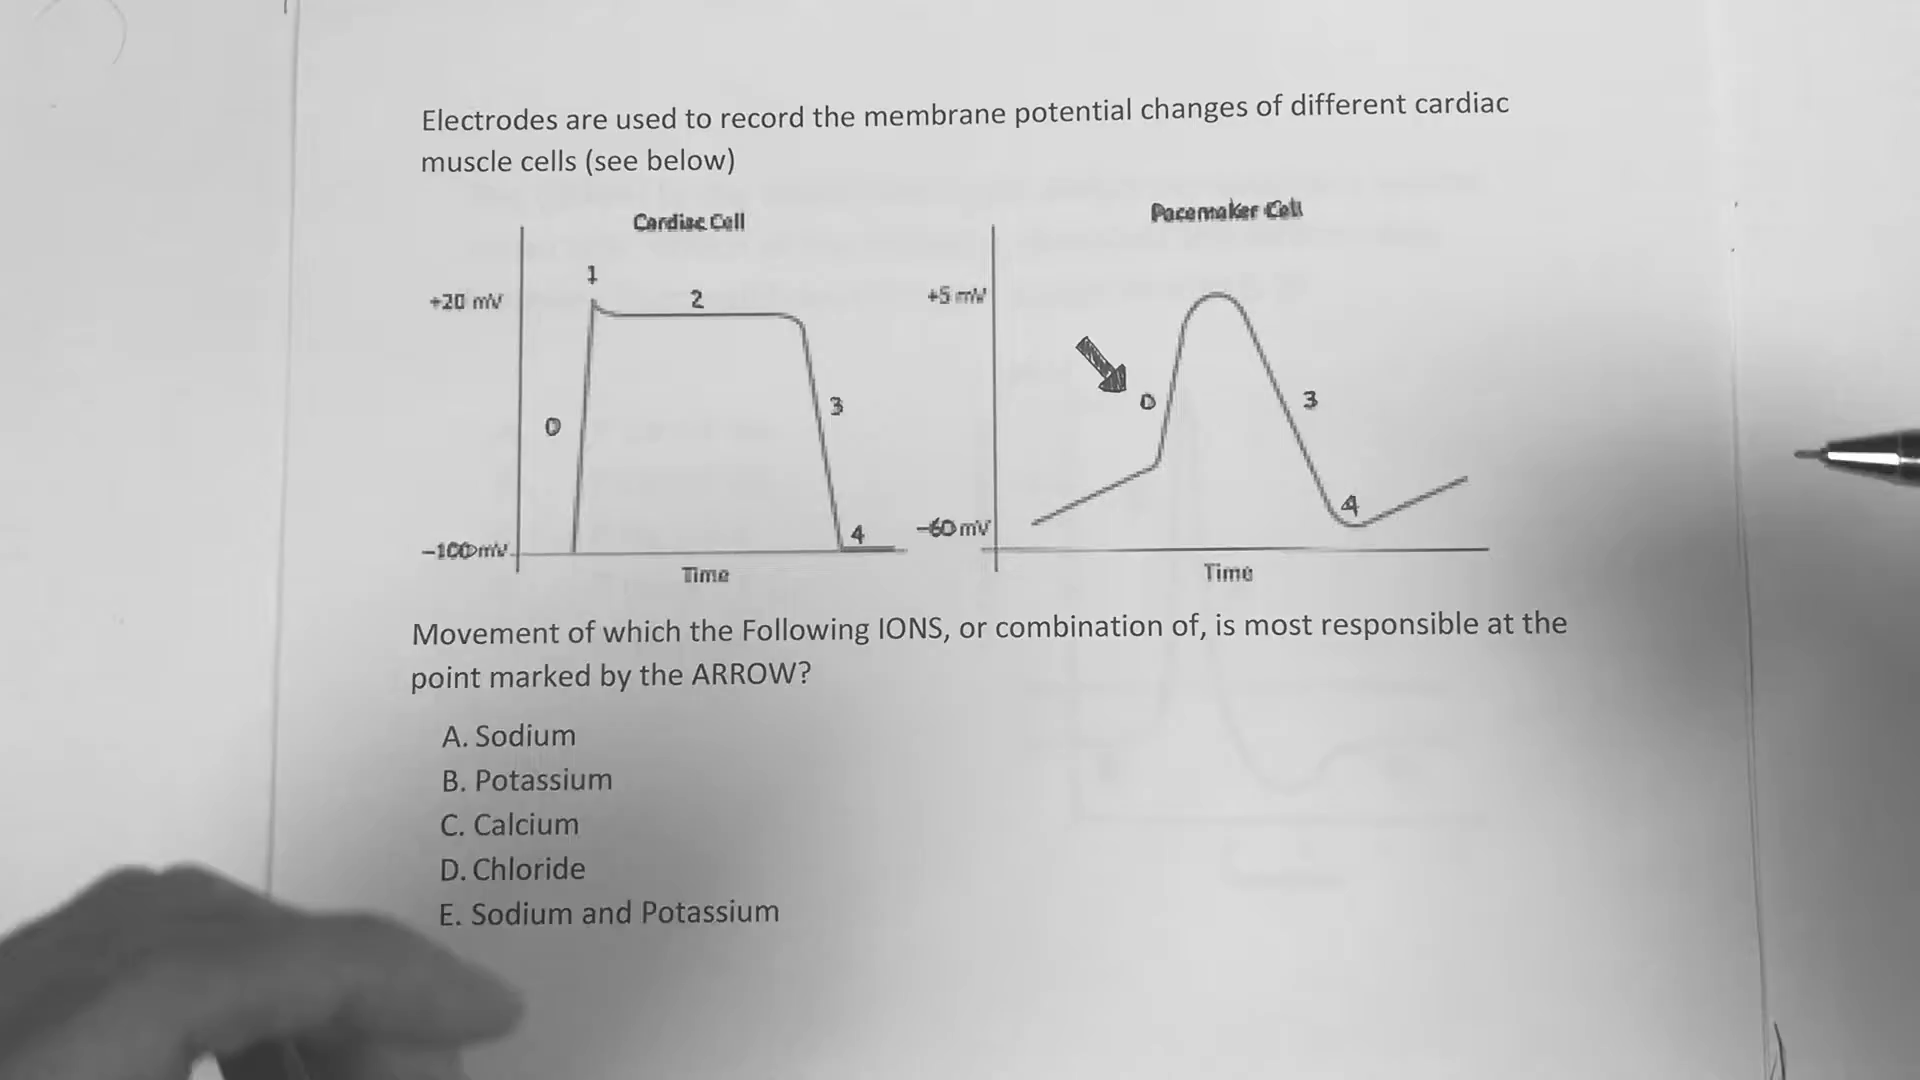 Electrodes are used to record the membrane potential changes of different cardiac
muscle cells (see below)
Cardiac Cell
Pacemaker Cell
+20 mV
1
2
0
3
4
-100 mV
Time
+5 mV
0
3
4
-60 mV
Time
Movement of which the Following IONS, or combination of, is most responsible at the
point marked by the ARROW?
A. Sodium
B. Potassium
C. Calcium
D. Chloride
E. Sodium and Potassium